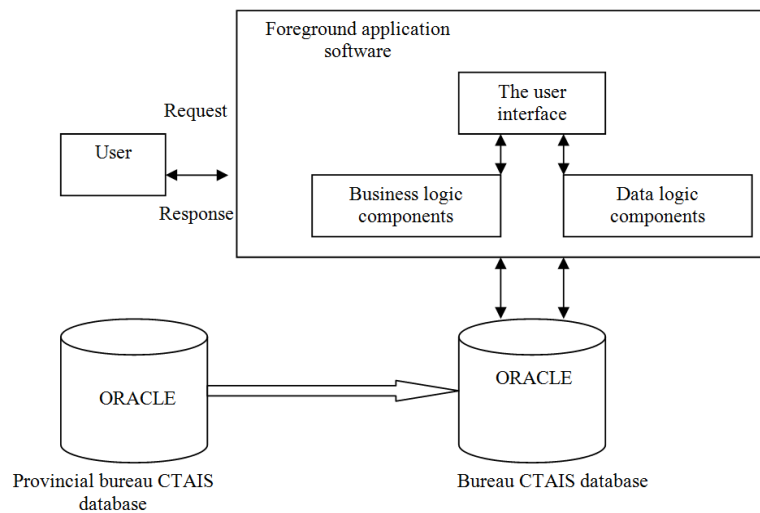 Foreground application
software
The user
interface
Request
User
Business logic
components
Data logic
components
Response
ORACLE
ORACLE
Provincial bureau CTAIS
database
Bureau CTAIS database